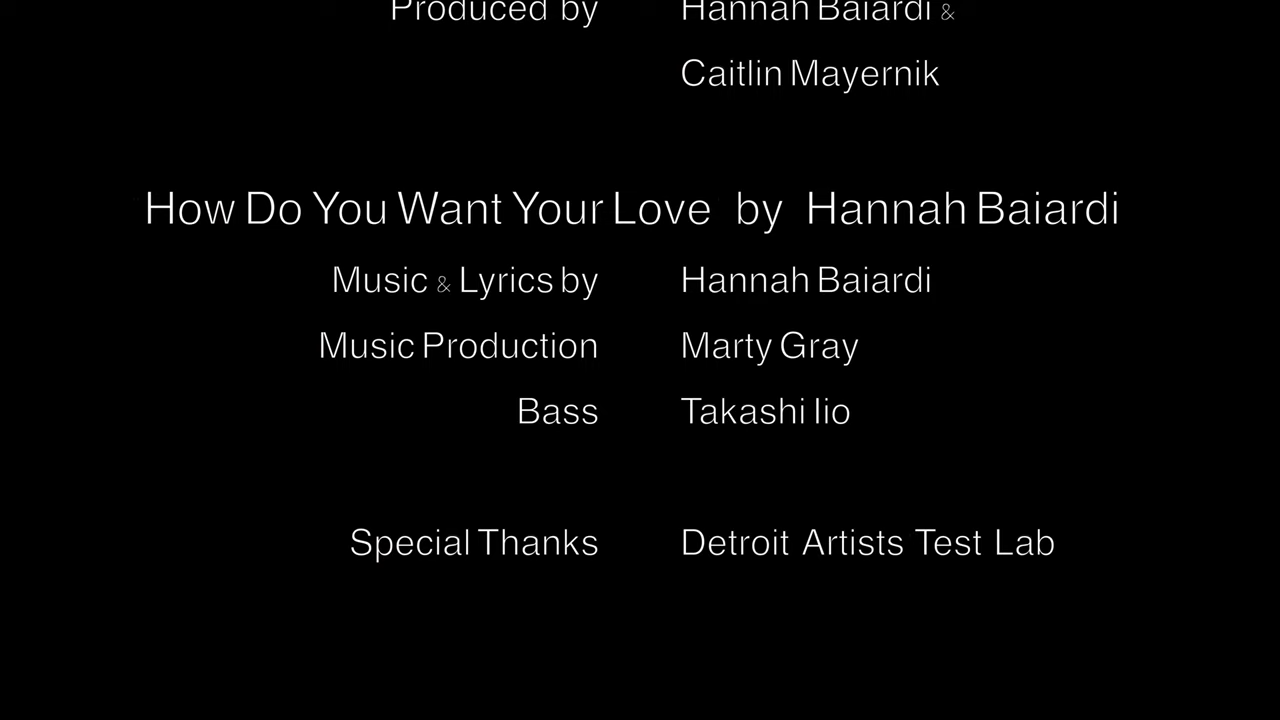 Produced by Hannah Baiardi &
Caitlin Mayernik
How Do You Want Your Love by Hannah Baiardi
Music & Lyrics by Hannah Baiardi
Music Production Marty Gray
Bass Takashi Iio
Special Thanks Detroit Artists Test Lab